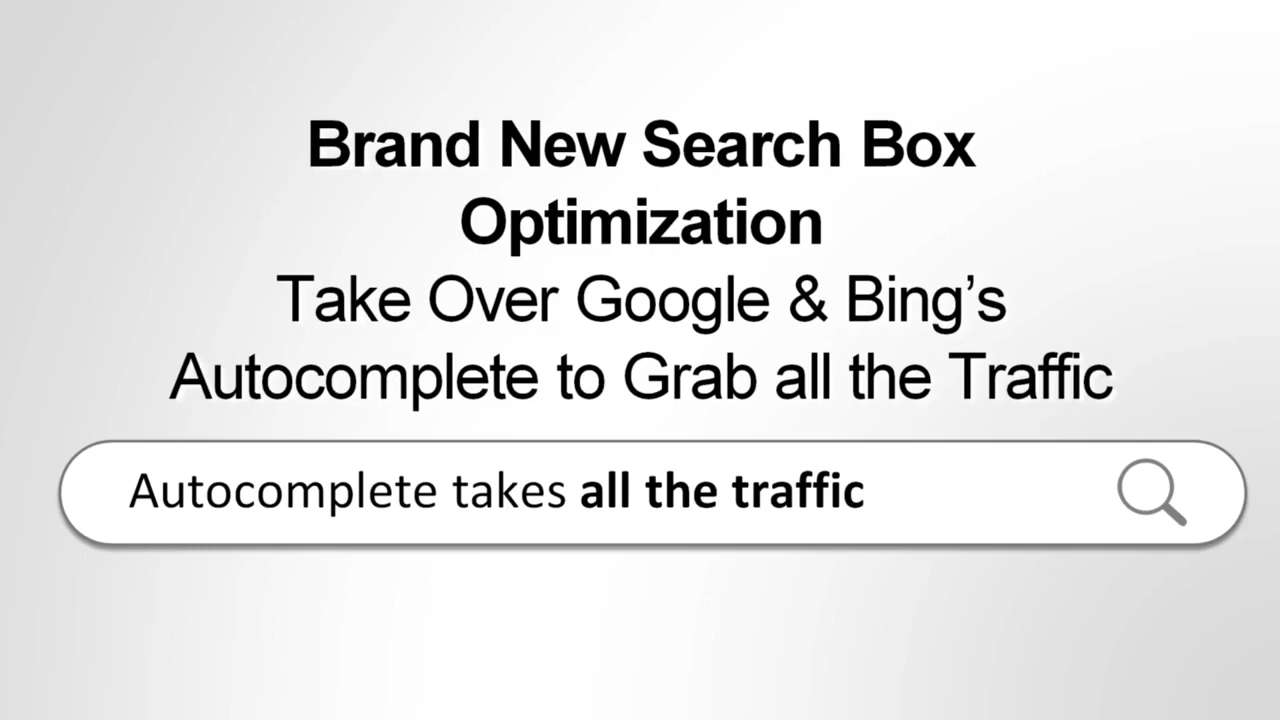 Brand New Search Box
Optimization
Take Over Google & Bing’s
Autocomplete to Grab all the Traffic
Autocomplete takes all the traffic